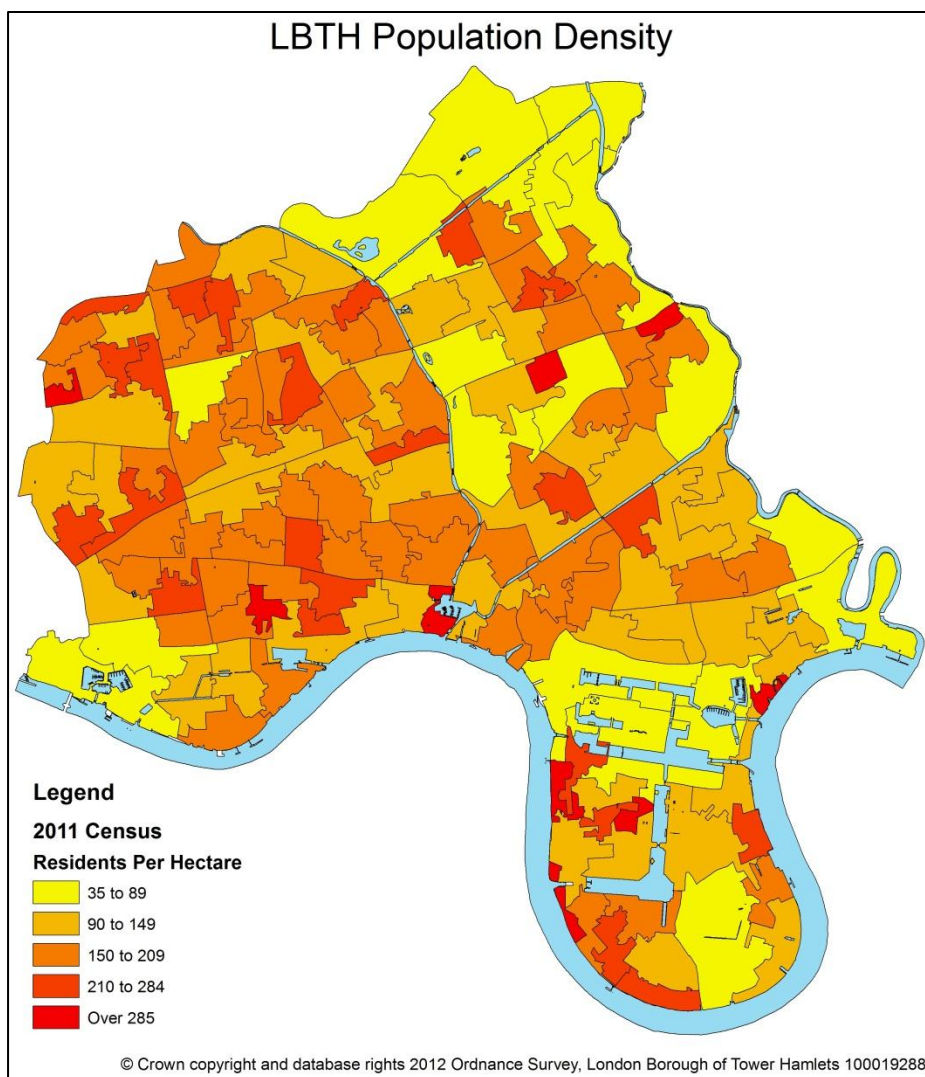 LBTH Population Density
Legend
2011 Census
Residents Per Hectare
35 to 89
90 to 149
150 to 209
210 to 284
Over 285
© Crown copyright and database rights 2012 Ordnance Survey, London Borough of Tower Hamlets 100019288